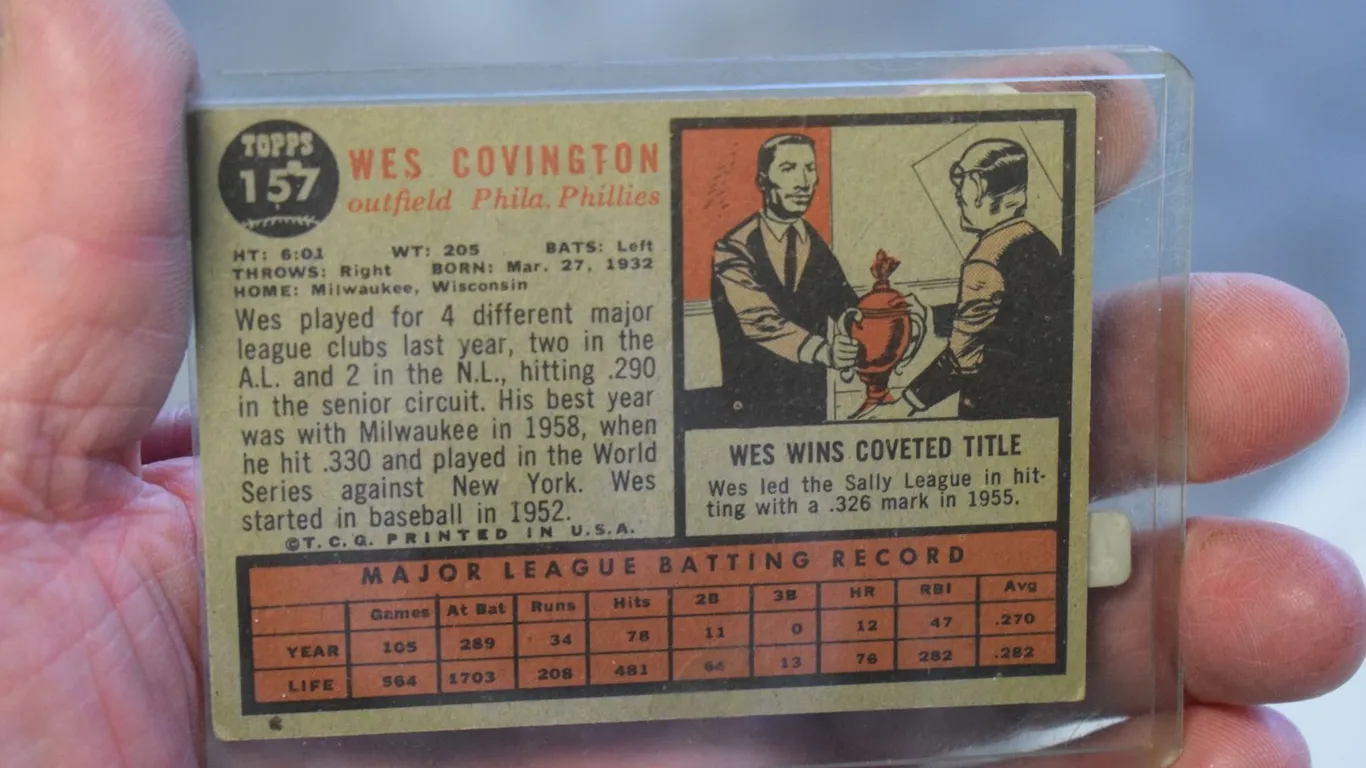 TOPPS
157
WES COVINGTON
outfield Phila. Phillies
HT: 6:01 WT: 205 BATS: Left
THROWS: Right BORN: Mar. 27, 1932
HOME: Milwaukee, Wisconsin
Wes played for 4 different major
league clubs last year, two in the
A.L. and 2 in the N.L., hitting .290
in the senior circuit. His best year
was with Milwaukee in 1958, when
he hit .330 and played in the World
Series against New York. Wes
started in baseball in 1952.
©T.C.G. PRINTED IN U.S.A.
WES WINS COVETED TITLE
Wes led the Sally League in hit-
ting with a .326 mark in 1955.
MAJOR LEAGUE BATTING RECORD
Games At Bat Runs Hits 2B 3B HR RBI Avg
YEAR 105 289 34 78 11 0 12 47 .270
LIFE 564 1703 208 481 64 13 76 282 .282